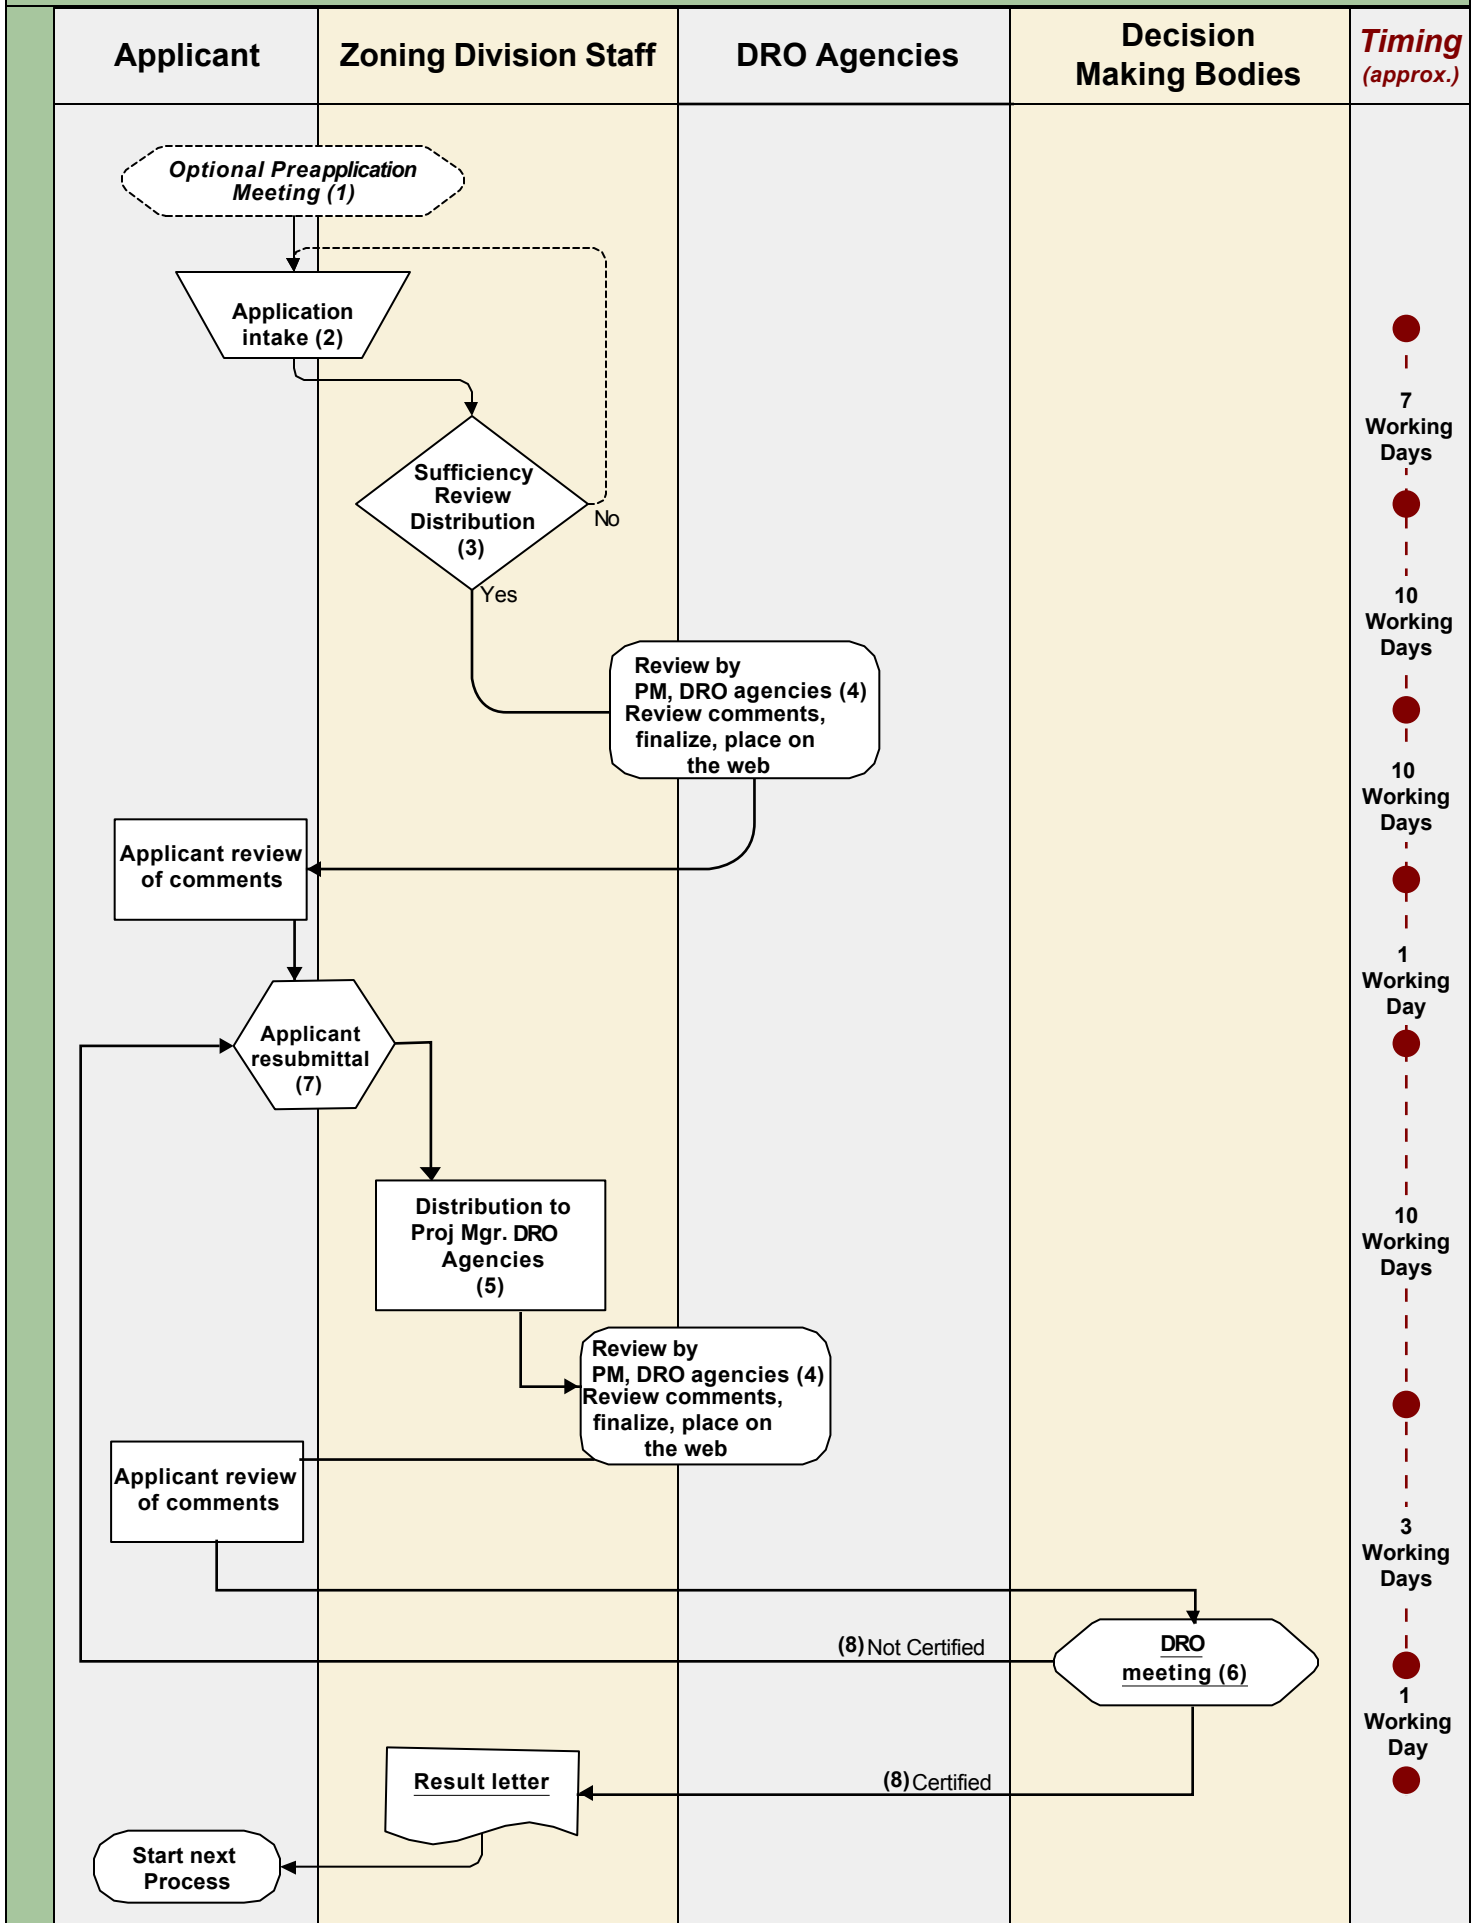 Applicant
Zoning Division Staff
DRO Agencies
Decision
Making Bodies
Timing
(approx.)
Optional Preapplication
Meeting (1)
Application
intake (2)
7
Working
Days
Sufficiency
Review
Distribution
(3)
No
Yes
10
Working
Days
Review by
PM, DRO agencies (4)
Review comments,
finalize, place on
the web
10
Working
Days
Applicant review
of comments
1
Working
Day
Applicant
resubmittal
(7)
Distribution to
Proj Mgr. DRO
Agencies
(5)
10
Working
Days
Review by
PM, DRO agencies (4)
Review comments,
finalize, place on
the web
Applicant review
of comments
3
Working
Days
(8) Not Certified
DRO
meeting (6)
1
Working
Day
(8) Certified
Result letter
Start next
Process